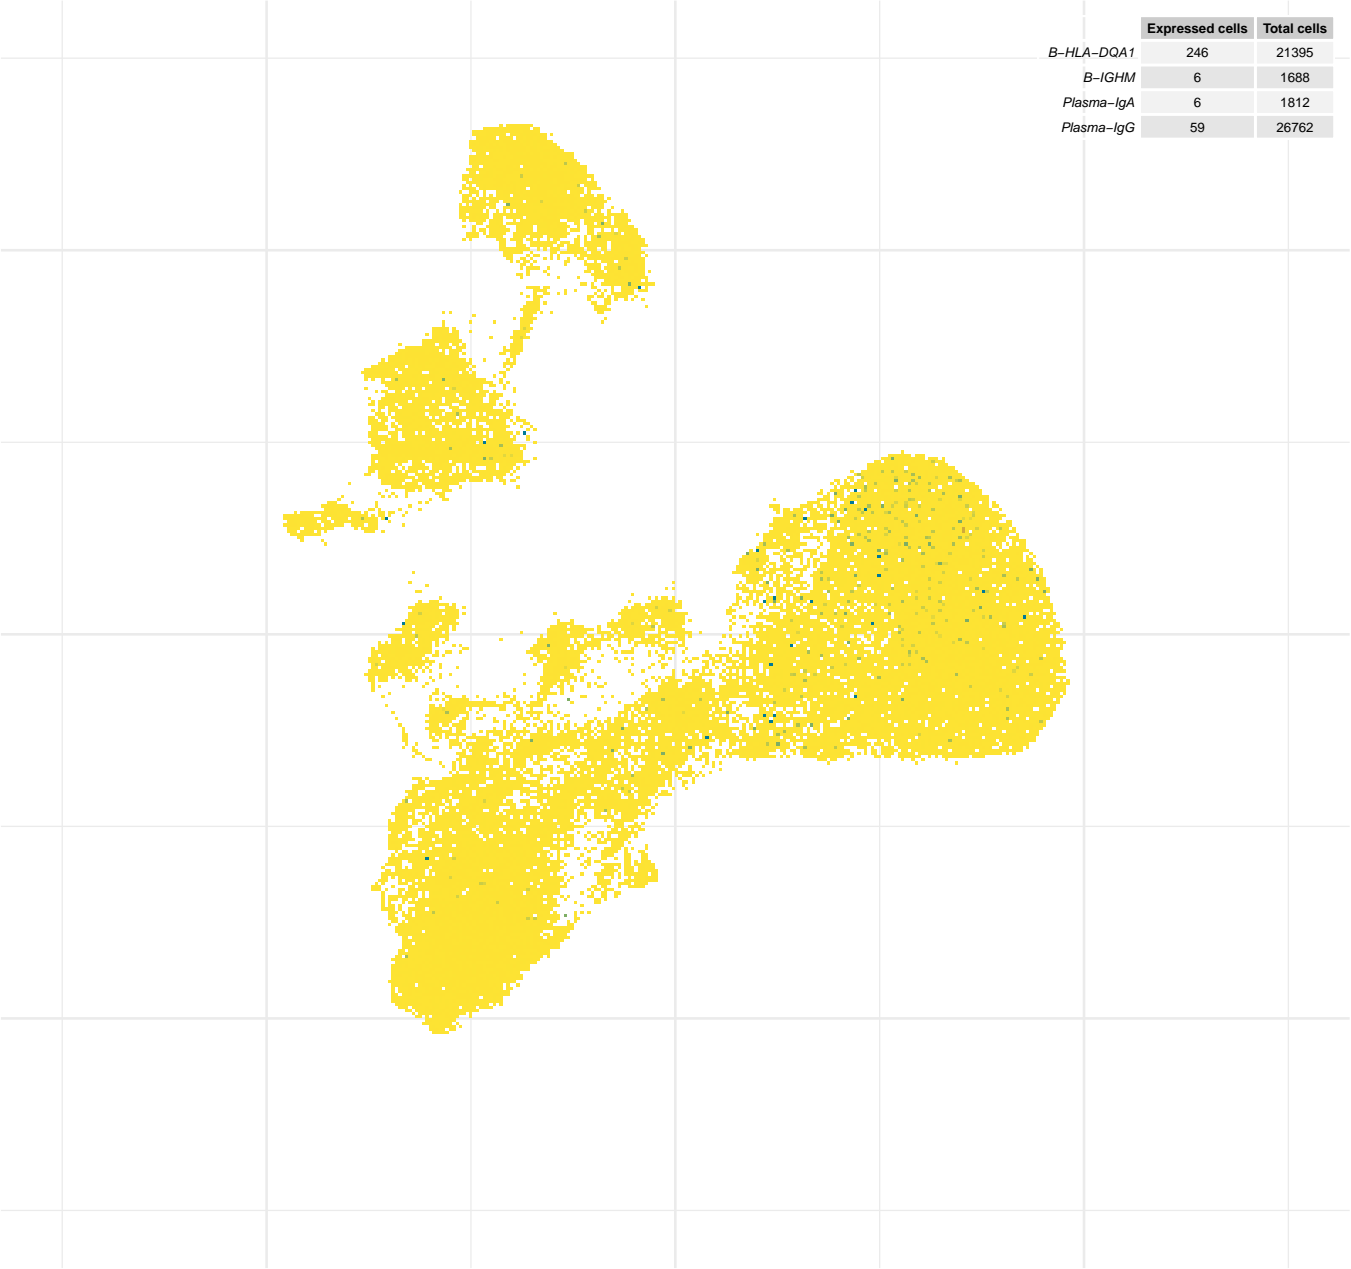 Expressed cells Total cells
B−HLA−DQA1 246 21395
B−IGHM 6 1688
Plasma−IgA 6 1812
Plasma−IgG 59 26762